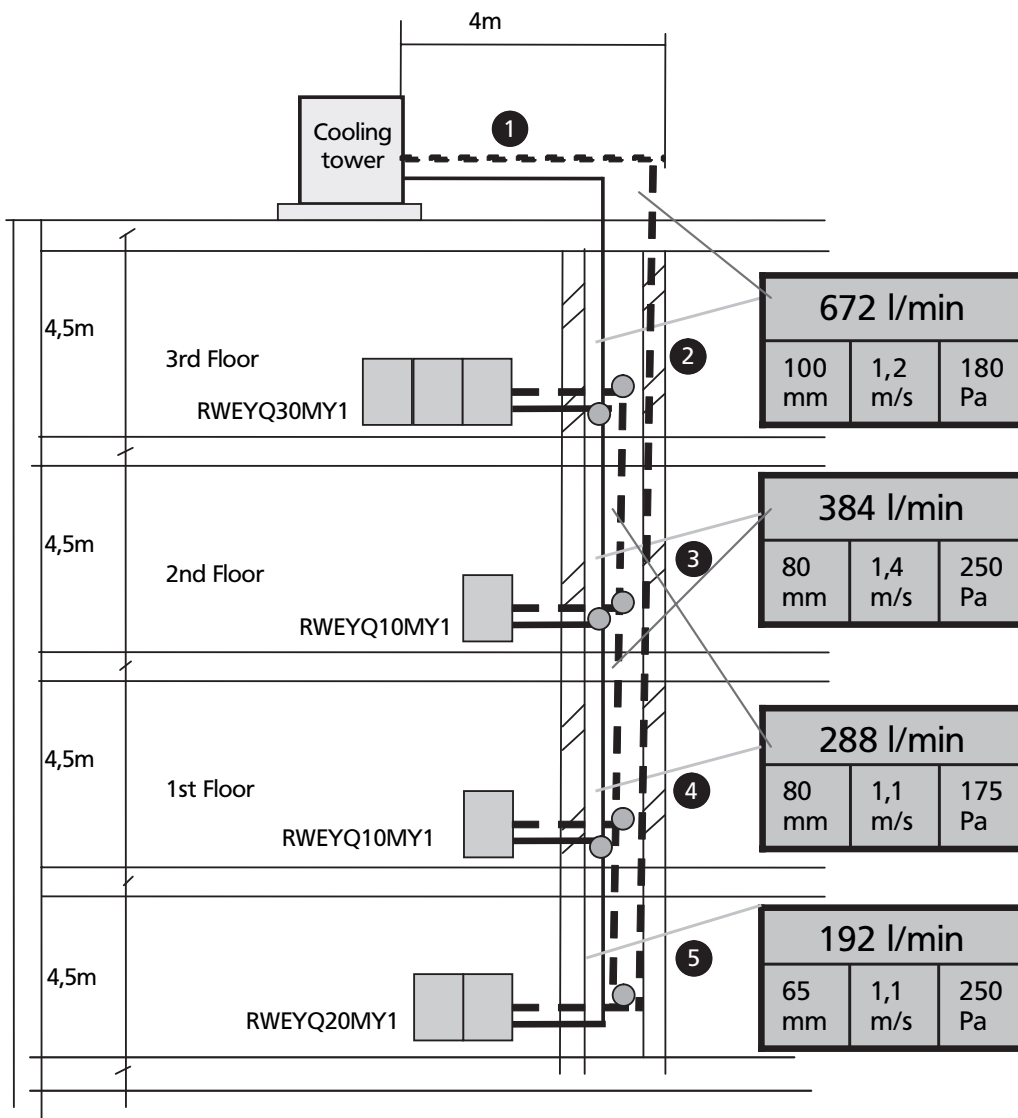 4m
Cooling
tower
1
672 l/min
100
mm
1,2
m/s
180
Pa
4,5m
3rd Floor
2
RWEYQ30MY1
384 l/min
80
mm
1,4
m/s
250
Pa
4,5m
2nd Floor
3
RWEYQ10MY1
288 l/min
80
mm
1,1
m/s
175
Pa
4,5m
1st Floor
4
RWEYQ10MY1
192 l/min
65
mm
1,1
m/s
250
Pa
4,5m
5
RWEYQ20MY1